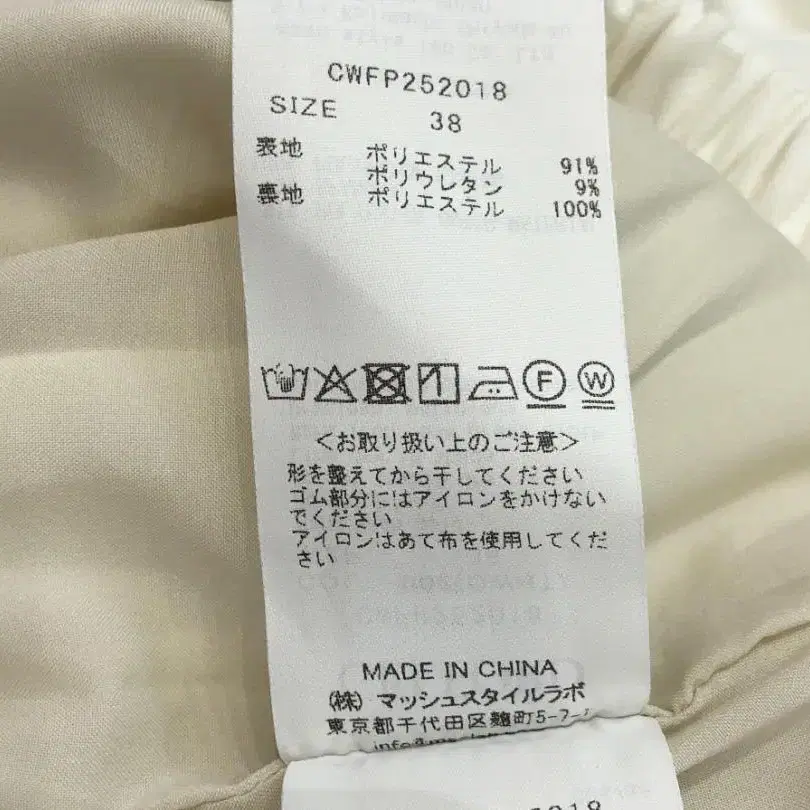 CWFP252018
SIZE 38
表地 ポリエステル 91%
ポリウレタン 9%
裏地 ポリエステル 100%
F W
<お取り扱い上のご注意>
形を整えてから干してください
ゴム部分にはアイロンをかけない
でください
アイロンはあて布を使用してくだ
さい
MADE IN CHINA
(株) マッシュスタイルラボ
東京都千代田区麹町5-7-
2018